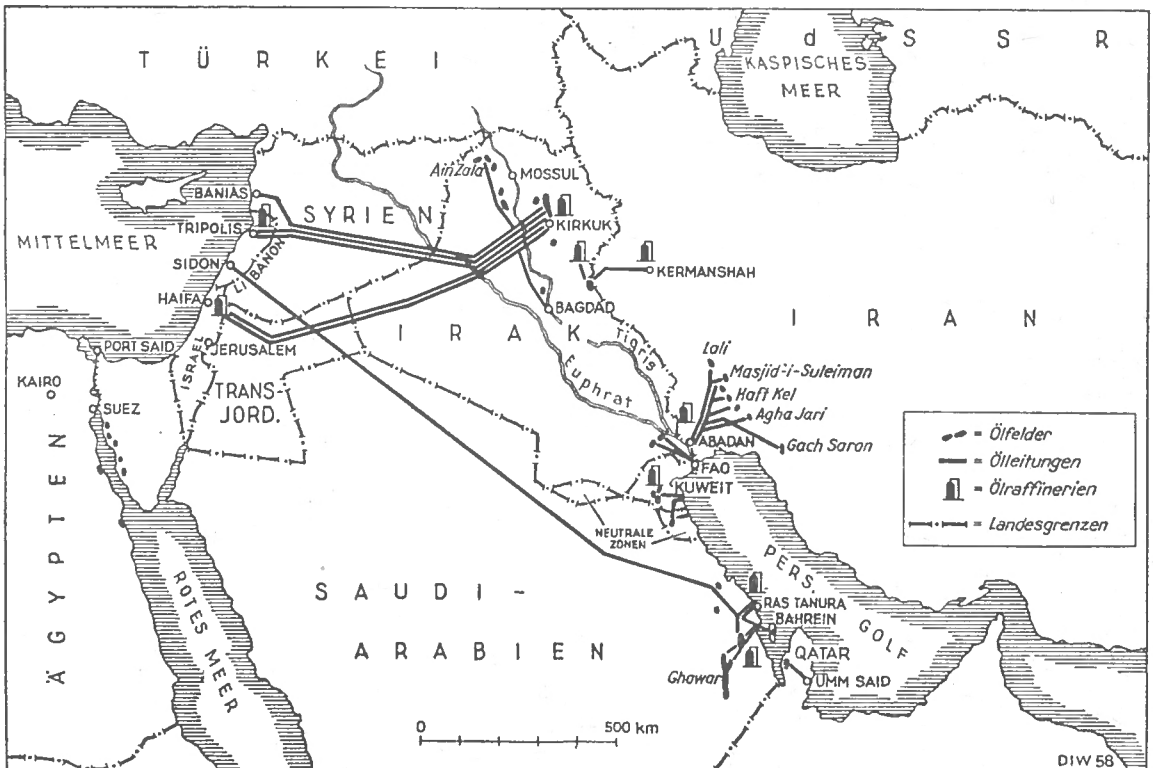 TÜRKEI
UdSSR
KASPISCHES
MEER
Ain Zala
MOSSUL
BANIAS
SYRIEN
TRIPOLIS
KIRKUK
MITTELMEER
LIBANON
SIDON
KERMANSHAH
HAIFA
BAGDAD
IRAK
IRAN
PORT SAID
ISRAEL
JERUSALEM
Tigris
Euphrat
Lali
Masjid-i-Suleiman
Haft Kel
Agha Jari
Gach Saron
KAIRO
SUEZ
TRANS-
JORD.
ABADAN
FAO
KUWEIT
NEUTRALE
ZONEN
= Ölfelder
= Ölleitungen
= Ölraffinerien
= Landesgrenzen
ÄGYPTEN
ROTES MEER
SAUDI-
ARABIEN
PERS. GOLF
RAS TANURA
BAHREIN
QATAR
UMM SAID
Ghawar
0 500 km
DIW 58